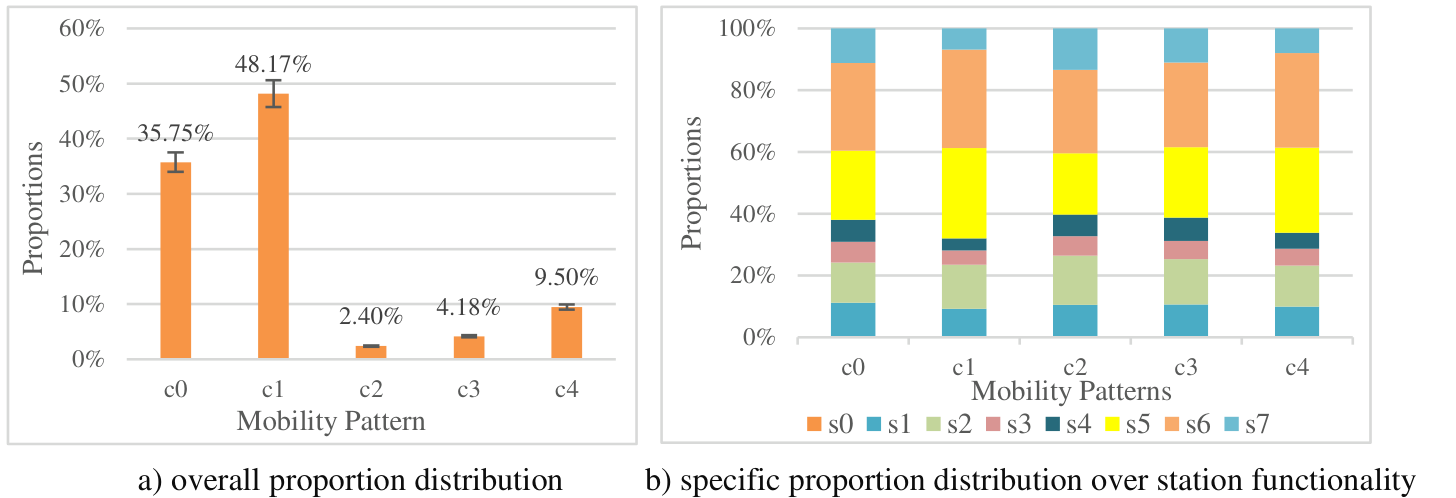 60%
50%
40%
30%
20%
10%
0%
Proportions
35.75%
48.17%
2.40%
4.18%
9.50%
c0 c1 c2 c3 c4
Mobility Pattern
a) overall proportion distribution
100%
80%
60%
40%
20%
0%
Proportions
c0 c1 c2 c3 c4
Mobility Patterns
s0 s1 s2 s3 s4 s5 s6 s7
b) specific proportion distribution over station functionality